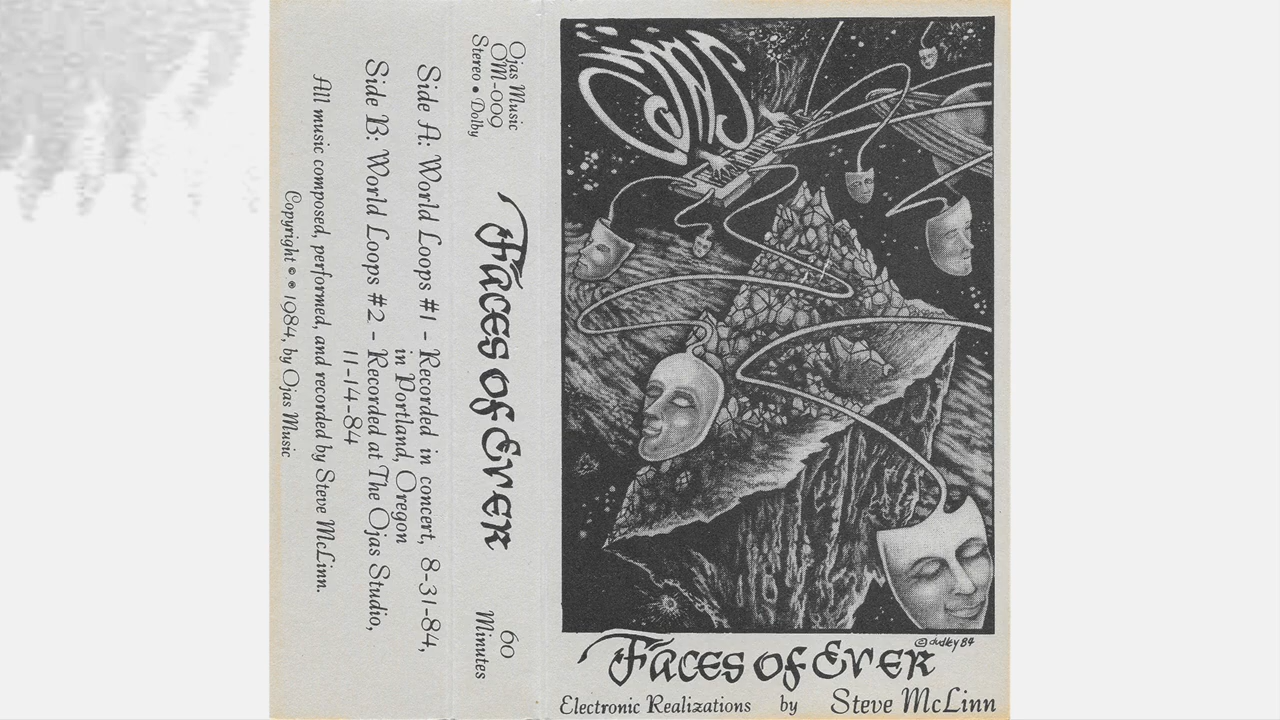 Ojas
© dudley 84
Faces of Ever
Electronic Realizations by Steve McLinn
Ojas Music
OM-009
Stereo • Dolby
Faces of Ever
60
Minutes
Side A: World Loops #1 - Recorded in concert, 8-31-84,
in Portland, Oregon
Side B: World Loops #2 - Recorded at The Ojas Studio,
11-14-84
All music composed, performed, and recorded by Steve McLinn.
Copyright © ℗ 1984, by Ojas Music